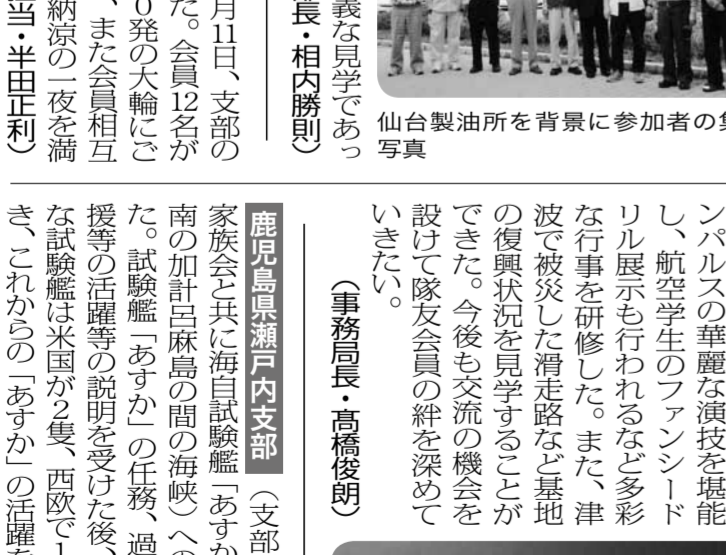 義な見学であっ
長・相内勝則）
月11日、支部の
た。会員12名が
０発の大輪にご
、また会員相互
納涼の一夜を満
当・半田正利）
仙台製油所を背景に参加者の集
写真
ンパルスの華麗な演技を堪能
し、航空学生のファンシード
リル展示も行われるなど多彩
な行事を研修した。また、津
波で被災した滑走路など基地
の復興状況を見学することが
できた。今後も交流の機会を
設けて隊友会員の絆を深めて
いきたい。
（事務局長・髙橋俊朗）
鹿児島県瀬戸内支部（支部
家族会と共に海自試験艦「あすか
南の加計呂麻島の間の海峡）への
た。試験艦「あすか」の任務、過
援等の活躍等の説明を受けた後、
な試験艦は米国が２隻、西欧で１
き、これからの「あすか」の活躍を